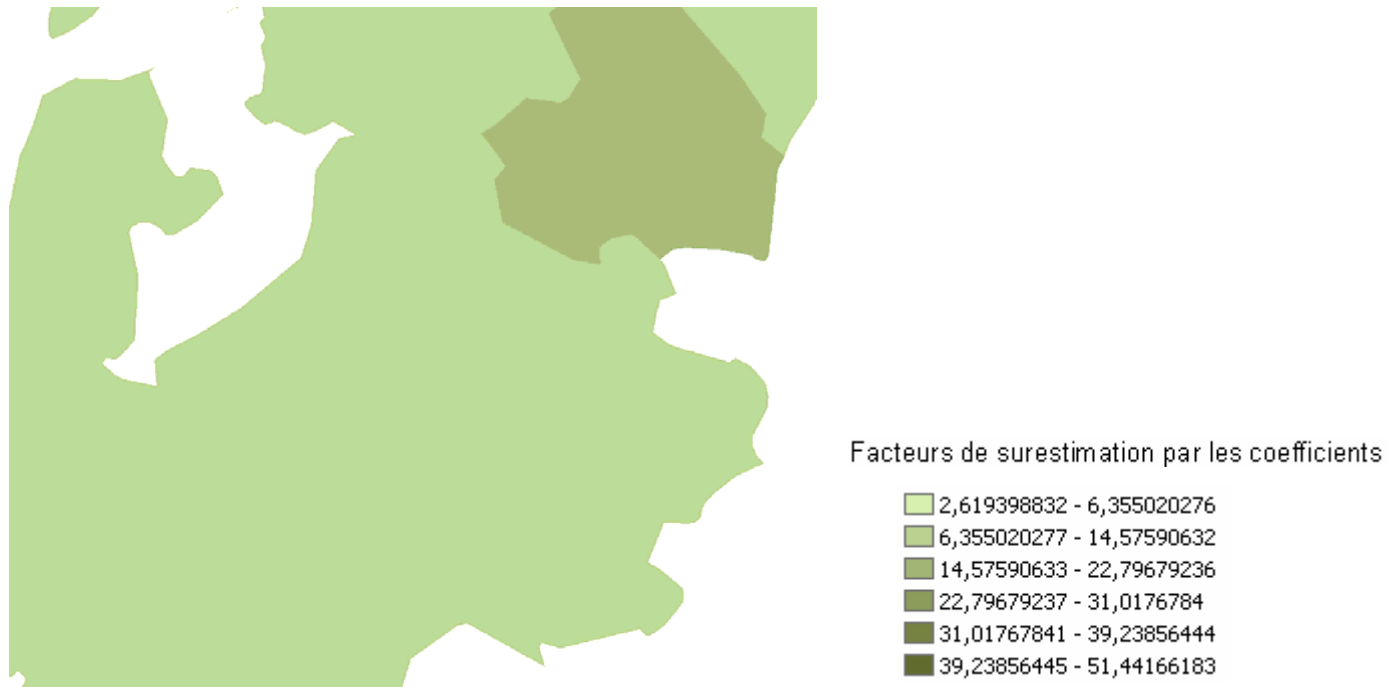 Facteurs de surestimation par les coefficients
2,619398832 - 6,355020276
6,355020277 - 14,57590632
14,57590633 - 22,79679236
22,79679237 - 31,0176784
31,01767841 - 39,23856444
39,23856445 - 51,44166183